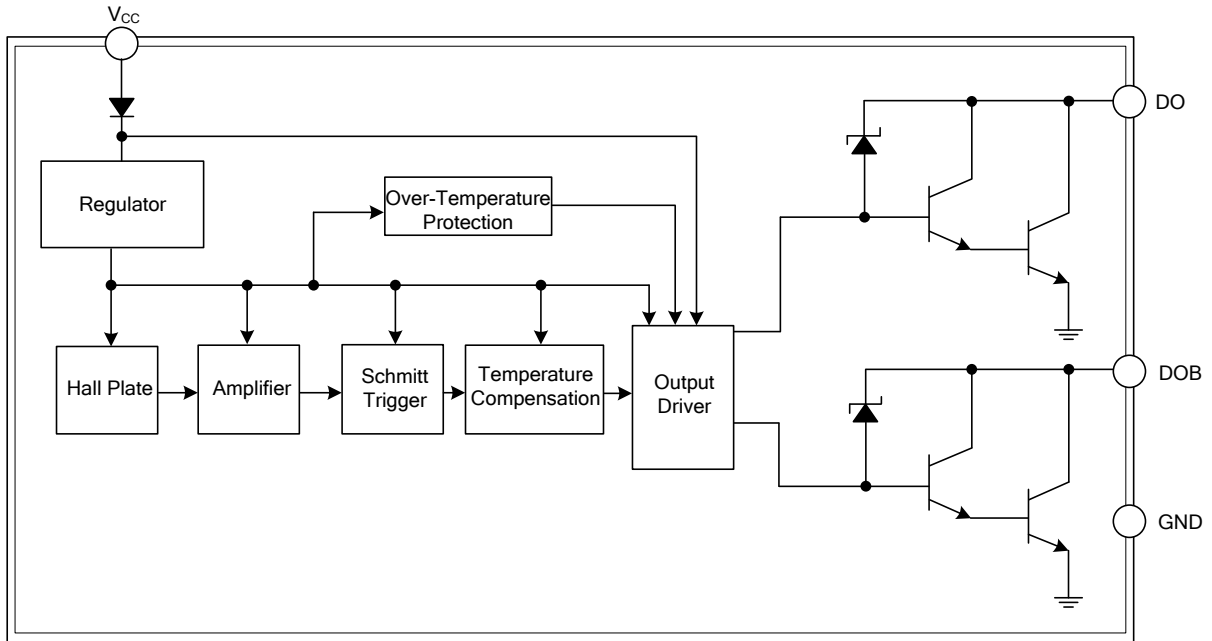 VCC
DO
Regulator
Over-Temperature
Protection
Hall Plate
Amplifier
Schmitt
Trigger
Temperature
Compensation
Output
Driver
DOB
GND